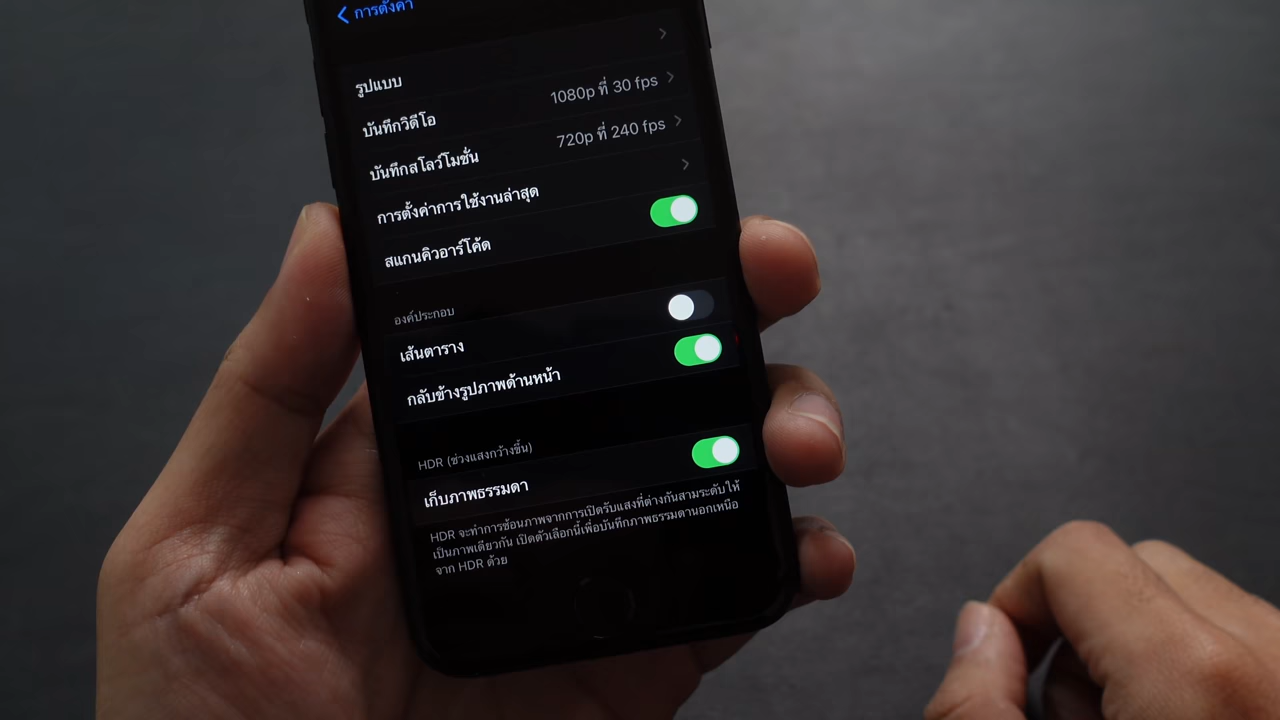 การตั้งค่า
รูปแบบ
บันทึกวิดีโอ 1080p ที่ 30 fps
บันทึกสโลว์โมชั่น 720p ที่ 240 fps
การตั้งค่าการใช้งานล่าสุด
สแกนคิวอาร์โค้ด
องค์ประกอบ
เส้นตาราง
กลับข้างรูปภาพด้านหน้า
HDR (ช่วงแสงกว้างขึ้น)
เก็บภาพธรรมดา
HDR จะทำการซ้อนภาพจากการเปิดรับแสงที่ต่างกันสามระดับให้
เป็นภาพเดียวกัน เปิดตัวเลือกนี้เพื่อบันทึกภาพธรรมดานอกเหนือ
จาก HDR ด้วย